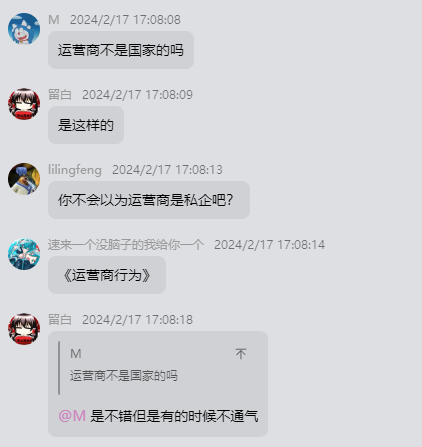 M 2024/2/17 17:08:08
运营商不是国家的吗
留白 2024/2/17 17:08:09
是这样的
lilingfeng 2024/2/17 17:08:13
你不会以为运营商是私企吧？
速来一个没脑子的我给你一个 2024/2/17 17:08:14
《运营商行为》
留白 2024/2/17 17:08:18
M
运营商不是国家的吗
@M 是不错但是有的时候不通气